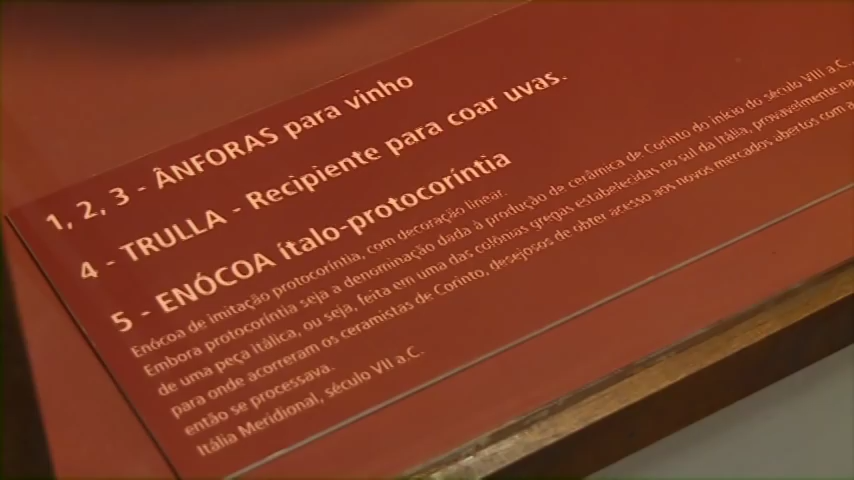 1, 2, 3 - ÂNFORAS para vinho
4 - TRULLA - Recipiente para coar uvas.
5 - ENÓCOA ítalo-protocoríntia
Enócoa de imitação protocoríntia, com decoração linear.
Embora protocoríntia seja a denominação dada à produção de cerâmica de Corinto do início do século VIII a.C.,
de uma peça itálica, ou seja, feita em uma das colônias gregas estabelecidas no sul da Itália, provavelmente na
para onde acorreram os ceramistas de Corinto, desejosos de obter acesso aos novos mercados abertos com a
então se processava.
Itália Meridional, século VII a.C.